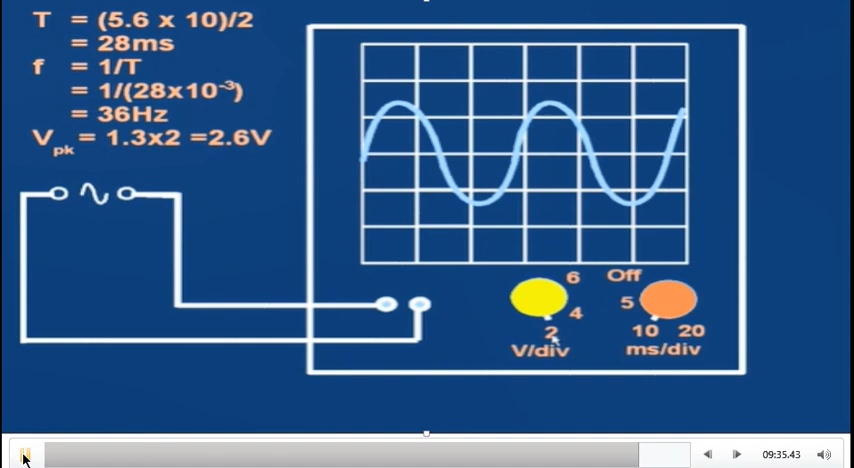 T = (5.6 x 10)/2
= 28ms
f = 1/T
= 1/(28x10⁻³)
= 36Hz
Vpk = 1.3x2 =2.6V
6 Off
4 5
2 10 20
V/div ms/div
09:35.43